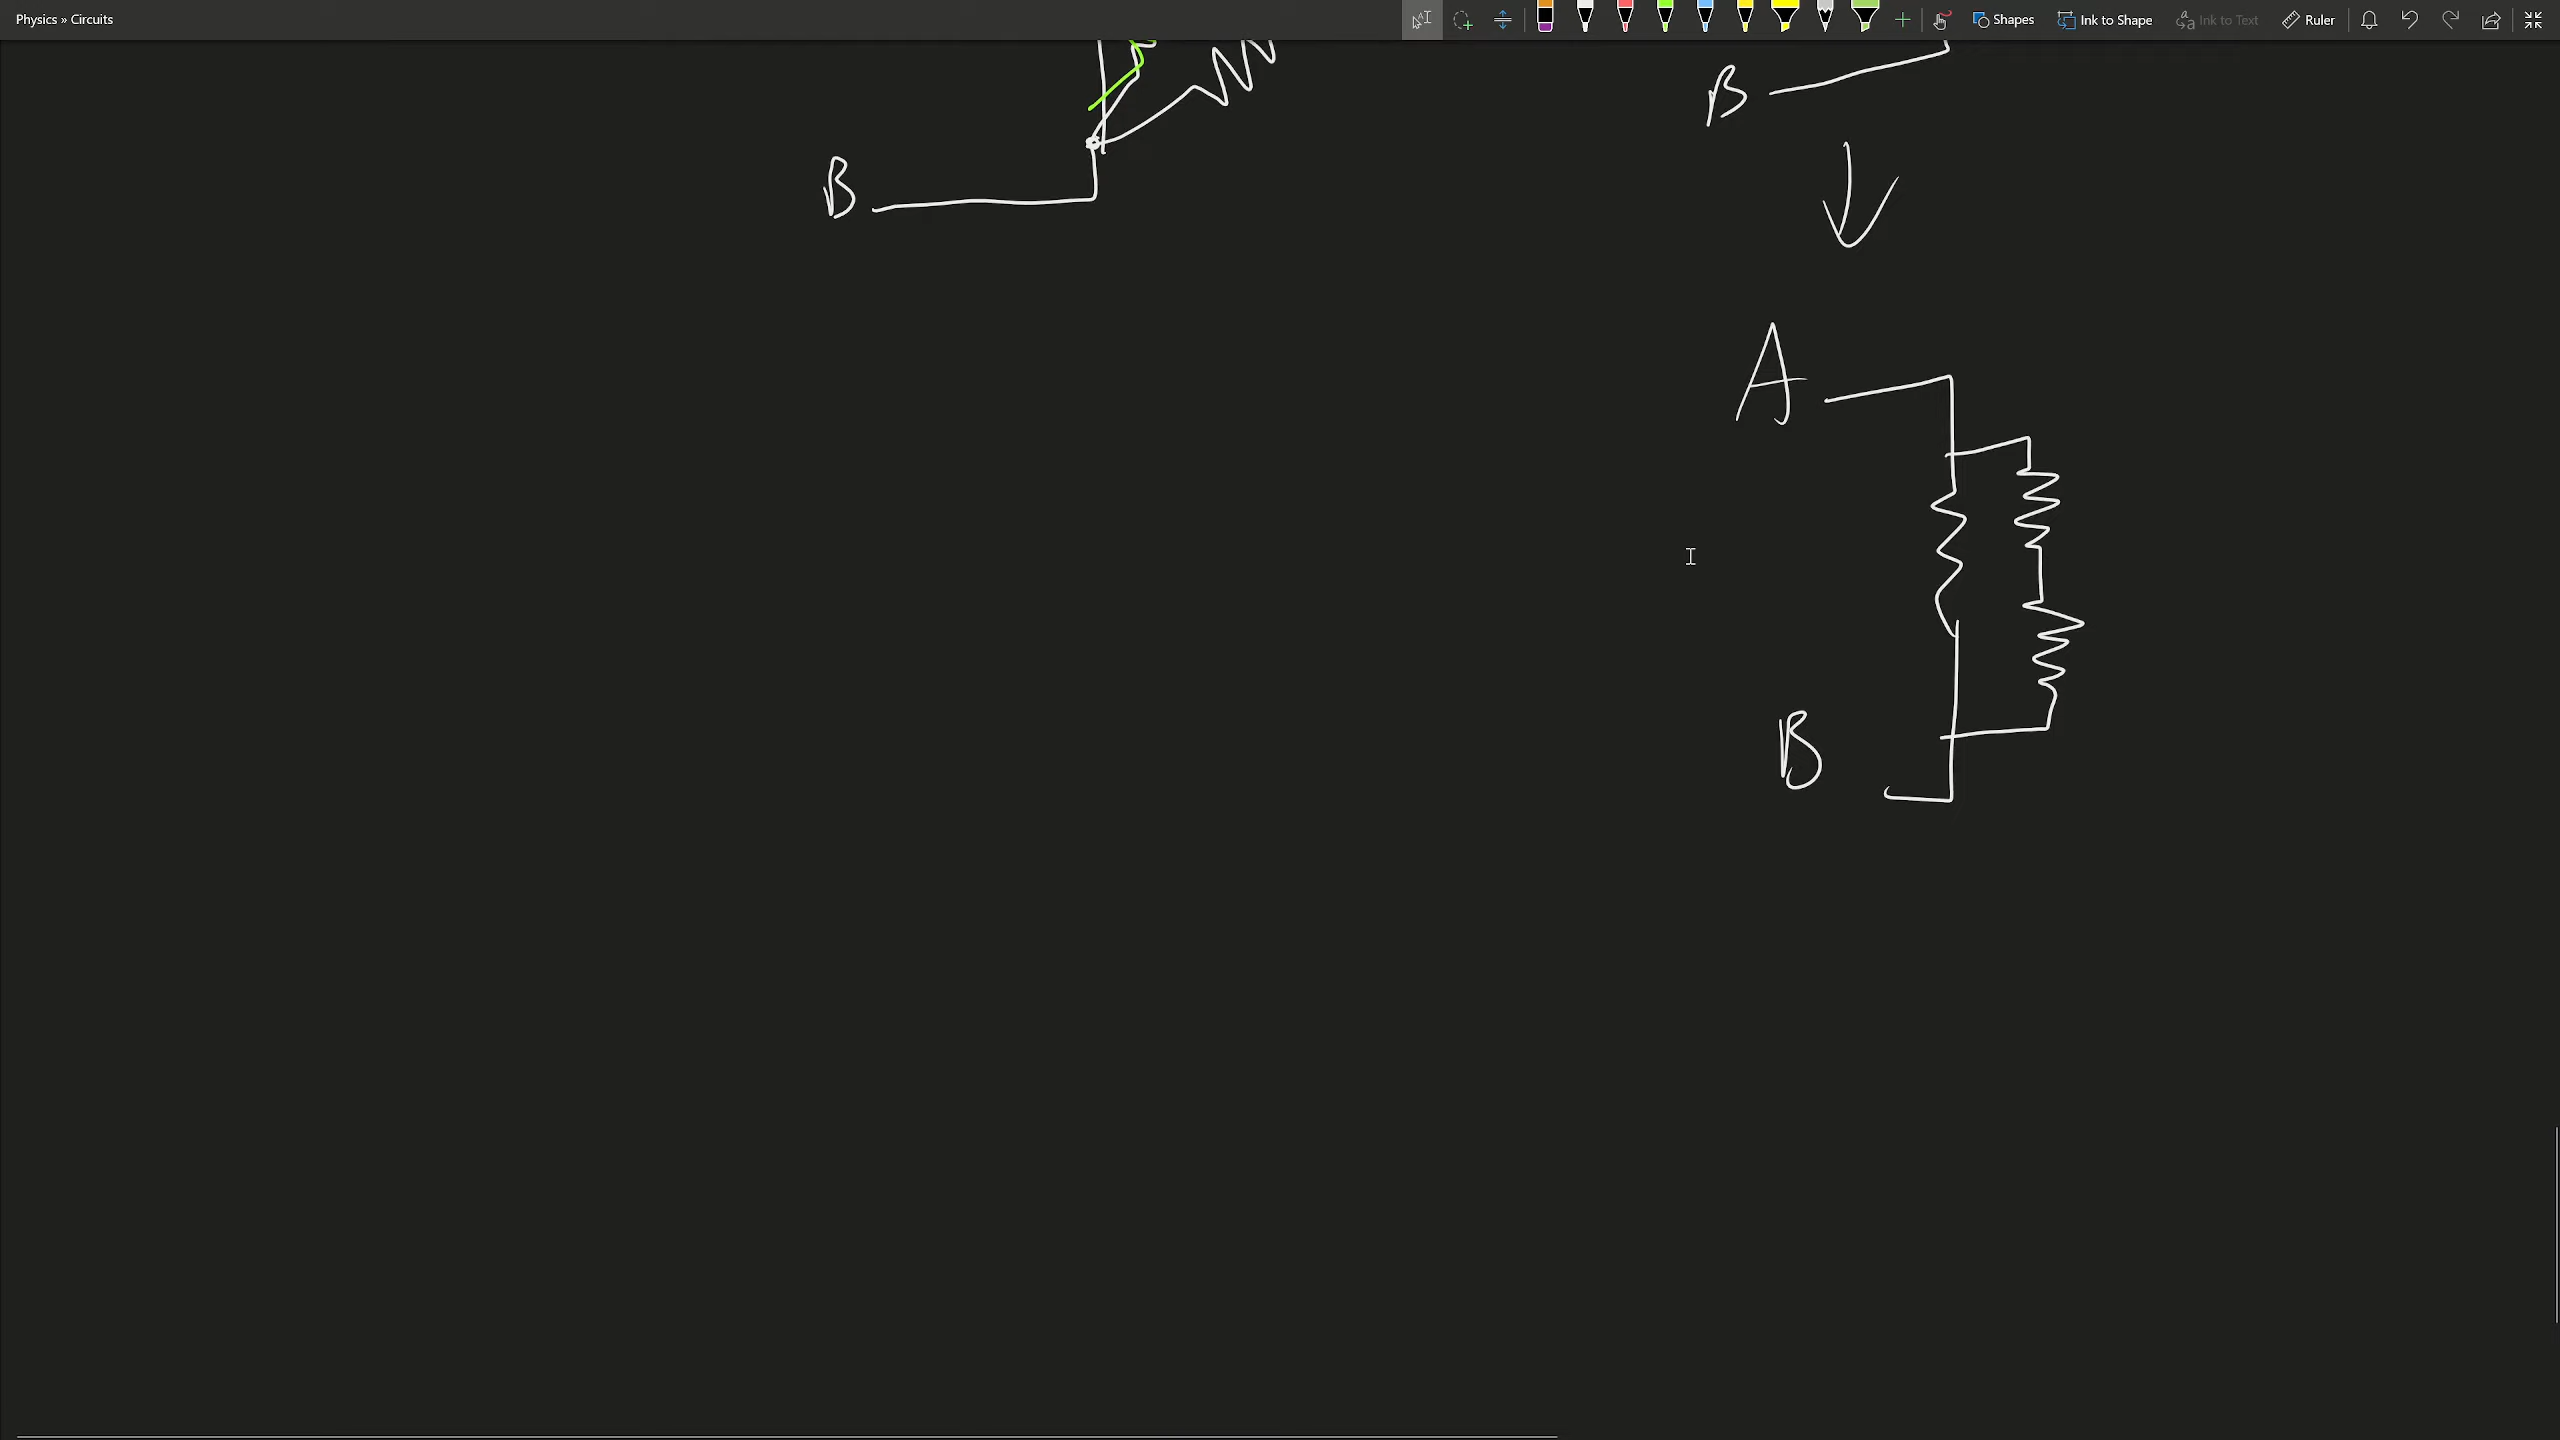 Physics » Circuits
Shapes
Ink to Shape
Ink to Text
Ruler
B
B
A
B